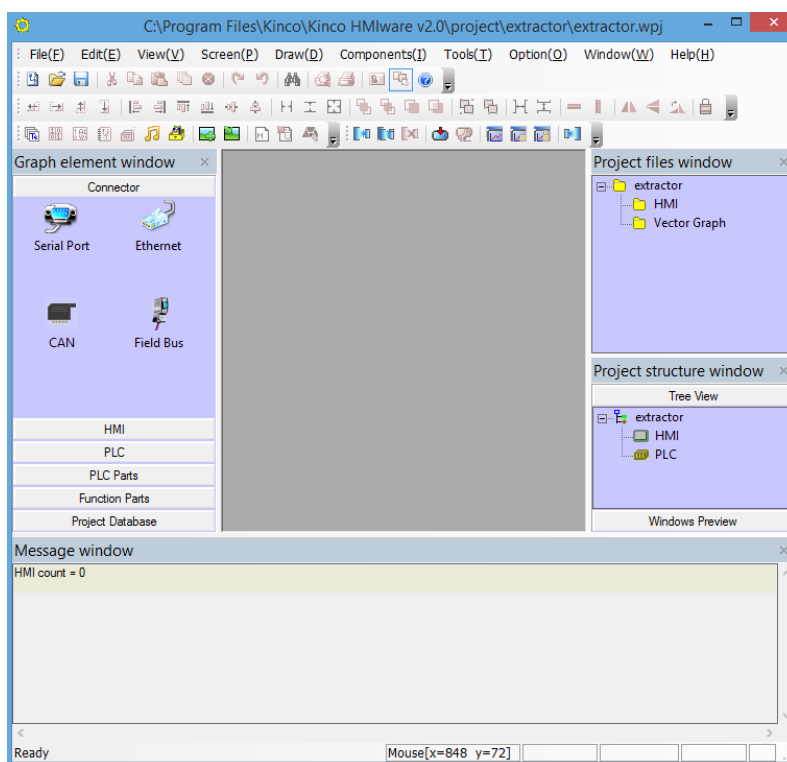 C:\Program Files\Kinco\Kinco HMIware v2.0\project\extractor\extractor.wpj
File(F) Edit(E) View(V) Screen(P) Draw(D) Components(I) Tools(T) Option(O) Window(W) Help(H)
Graph element window
Connector
Serial Port Ethernet
CAN Field Bus
HMI
PLC
PLC Parts
Function Parts
Project Database
Project files window
extractor
HMI
Vector Graph
Project structure window
Tree View
extractor
HMI
PLC
Windows Preview
Message window
HMI count = 0
Ready Mouse[x=848 y=72]